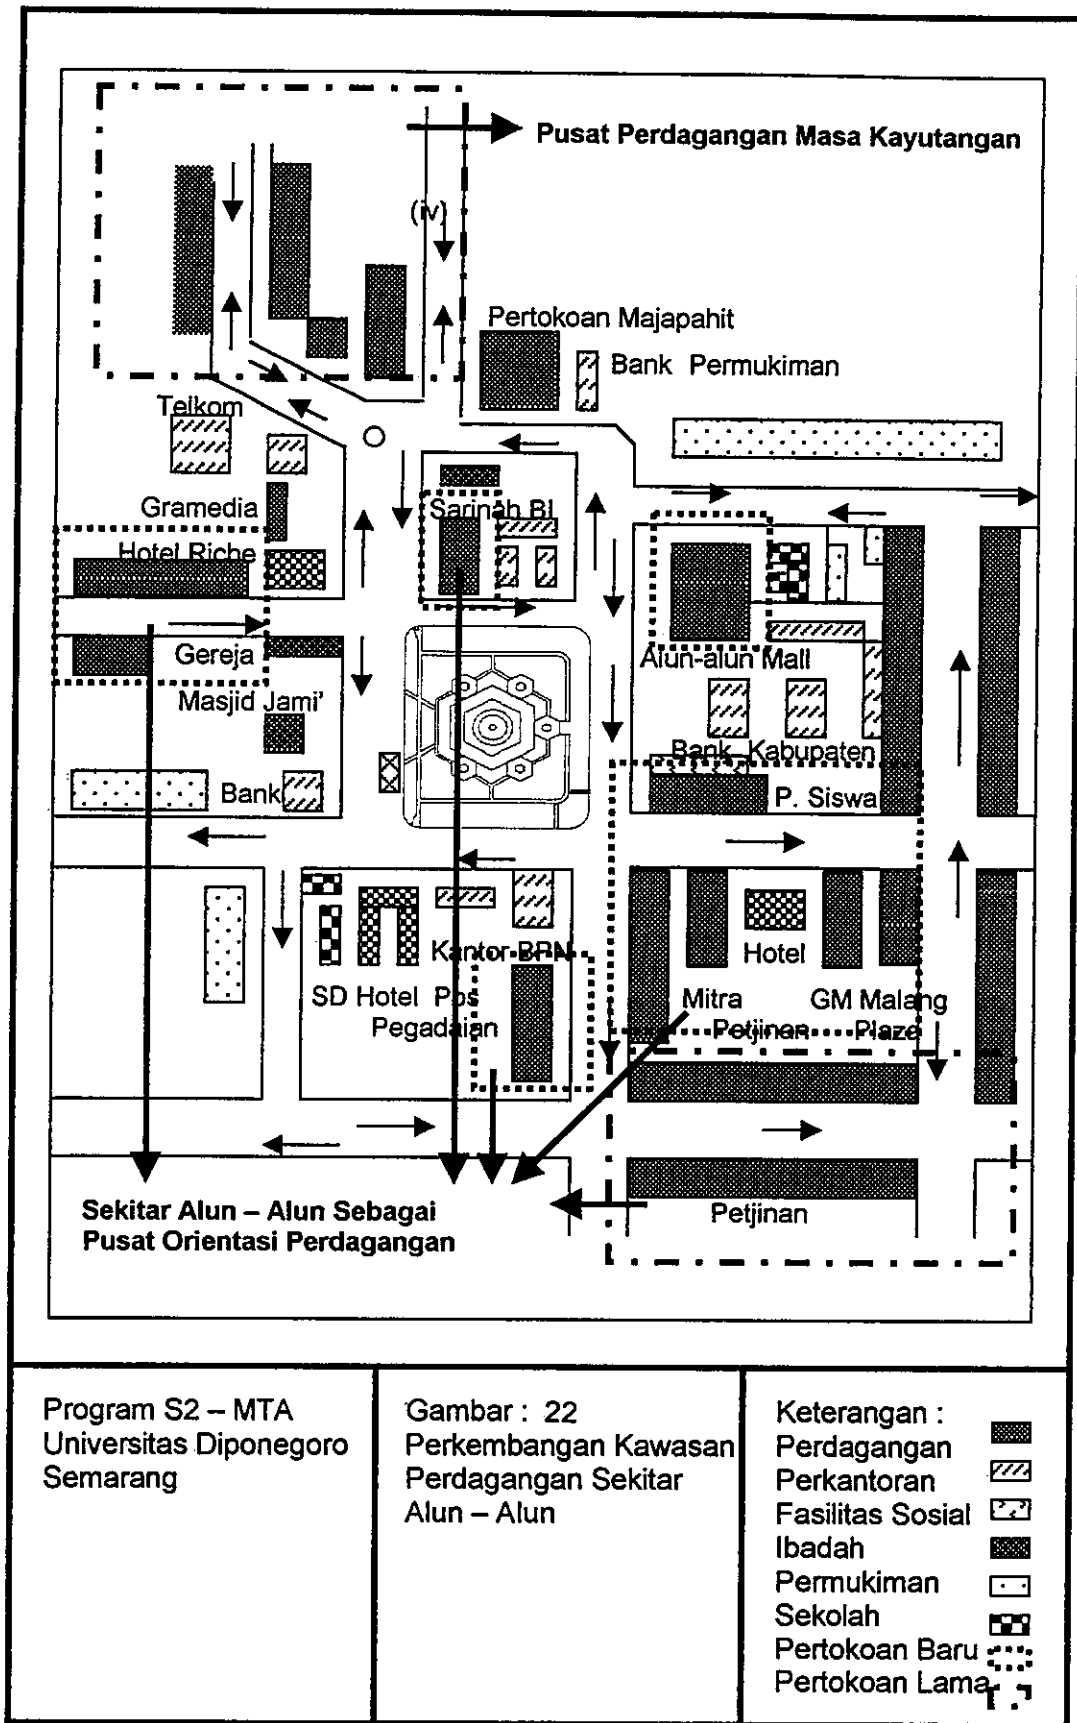 Pusat Perdagangan Masa Kayutangan
(iv)
Pertokoan Majapahit
Bank Permukiman
Telkom
Gramedia
Sarinah BI
Hotel Riche
Gereja
Alun-alun Mall
Masjid Jami'
Bank Kabupaten
Bank
P. Siswa
Kantor BPN
Hotel
SD Hotel Pos
Pegadaian
Mitra
GM Malang
Petjinan
Plaze
Petjinan
Sekitar Alun – Alun Sebagai
Pusat Orientasi Perdagangan
Program S2 – MTA
Universitas Diponegoro
Semarang
Gambar : 22
Perkembangan Kawasan
Perdagangan Sekitar
Alun – Alun
Keterangan :
Perdagangan
Perkantoran
Fasilitas Sosial
Ibadah
Permukiman
Sekolah
Pertokoan Baru
Pertokoan Lama